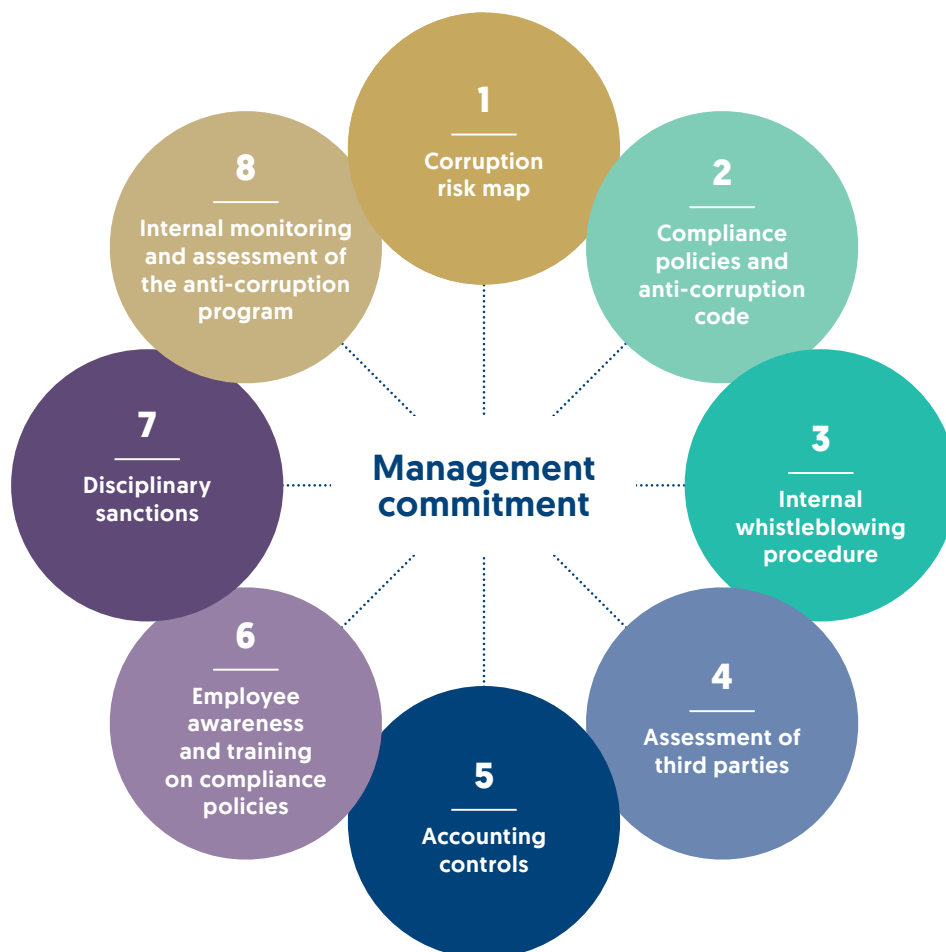 1
Corruption
risk map
2
Compliance
policies and
anti-corruption
code
3
Internal
whistleblowing
procedure
4
Assessment of
third parties
5
Accounting
controls
6
Employee
awareness
and training
on compliance
policies
7
Disciplinary
sanctions
8
Internal monitoring
and assessment of
the anti-corruption
program
Management
commitment